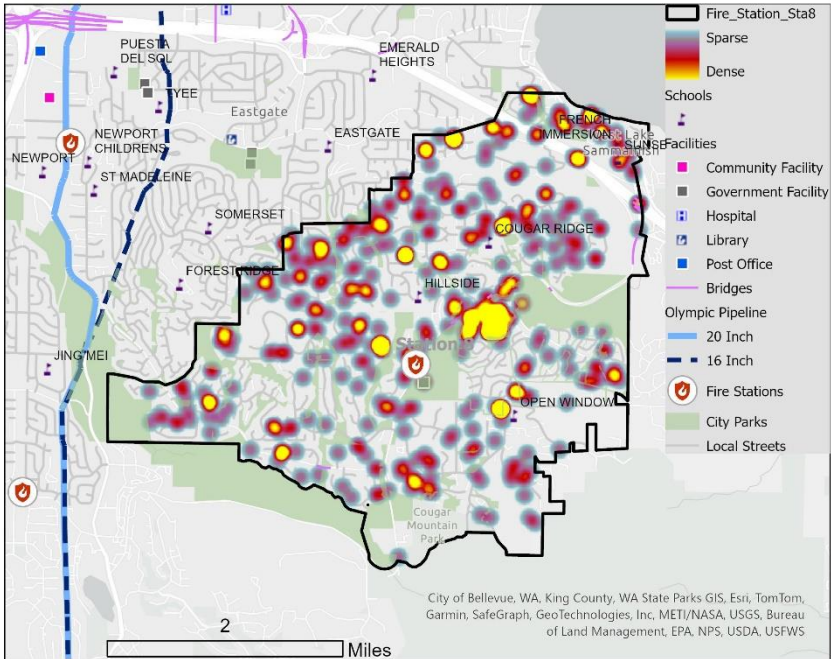 PUESTA
DEL SOL
TYEE
EMERALD
HEIGHTS
Eastgate
NEWPORT
CHILDRENS
NEWPORT
EASTGATE
ST MADELEINE
SOMERSET
FOREST RIDGE
JING MEI
FRENCH
IMMERSION
Lake
Sammamish
SUNSET
COUGAR RIDGE
HILLSIDE
Station 8
OPEN WINDOW
Cougar
Mountain
Park
Fire_Station_Sta8
Sparse
Dense
Schools
Facilities
Community Facility
Government Facility
Hospital
Library
Post Office
Bridges
Olympic Pipeline
20 Inch
16 Inch
Fire Stations
City Parks
Local Streets
City of Bellevue, WA, King County, WA State Parks GIS, Esri, TomTom,
Garmin, SafeGraph, GeoTechnologies, Inc, METI/NASA, USGS, Bureau
of Land Management, EPA, NPS, USDA, USFWS
2
Miles